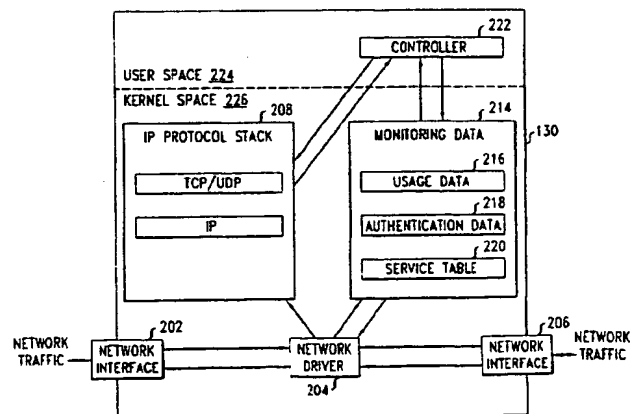 222
CONTROLLER
USER SPACE 224
KERNEL SPACE 226
208
214
IP PROTOCOL STACK
MONITORING DATA
130
216
TCP/UDP
USAGE DATA
218
IP
AUTHENTICATION DATA
220
SERVICE TABLE
202
206
NETWORK TRAFFIC
NETWORK INTERFACE
NETWORK DRIVER
204
NETWORK INTERFACE
NETWORK TRAFFIC